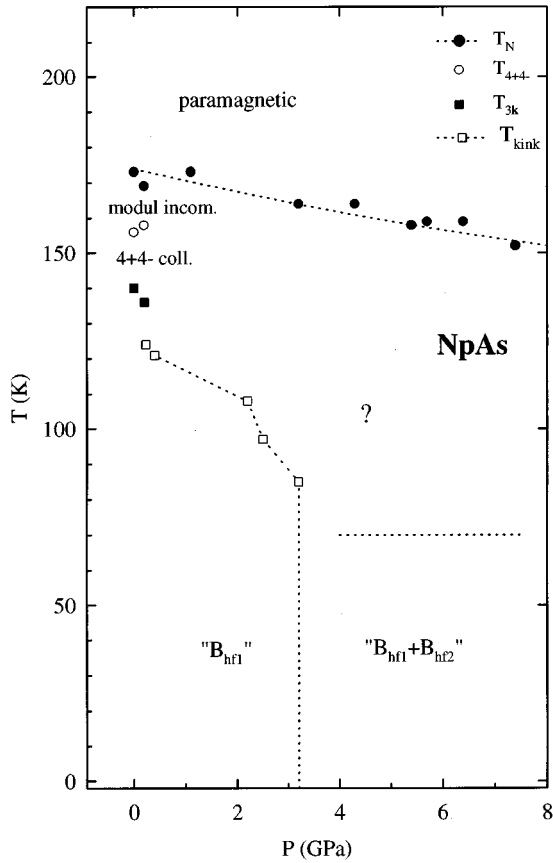 T_N
T_4+4-
T_3k
T_kink
200
paramagnetic
modul incom.
150
4+4- coll.
NpAs
T (K)
100
?
50
"B_hf1"
"B_hf1+B_hf2"
0
0 2 4 6 8
P (GPa)